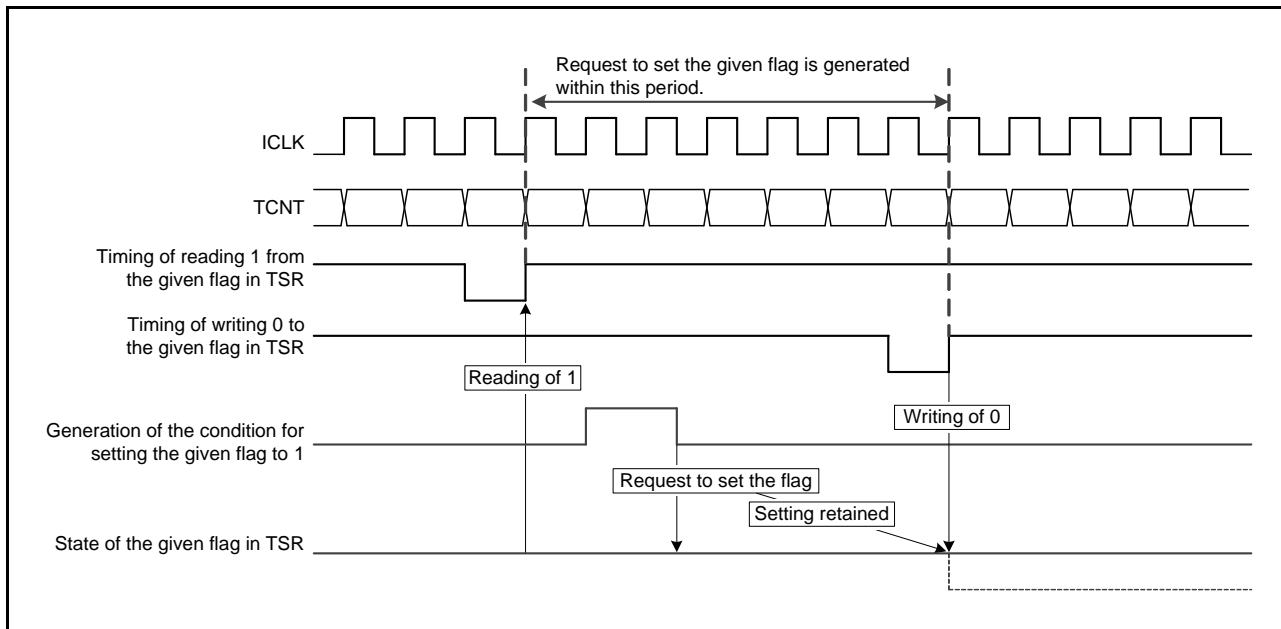 Request to set the given flag is generated
within this period.
ICLK
TCNT
Timing of reading 1 from
the given flag in TSR
Timing of writing 0 to
the given flag in TSR
Reading of 1
Writing of 0
Generation of the condition for
setting the given flag to 1
Request to set the flag
Setting retained
State of the given flag in TSR